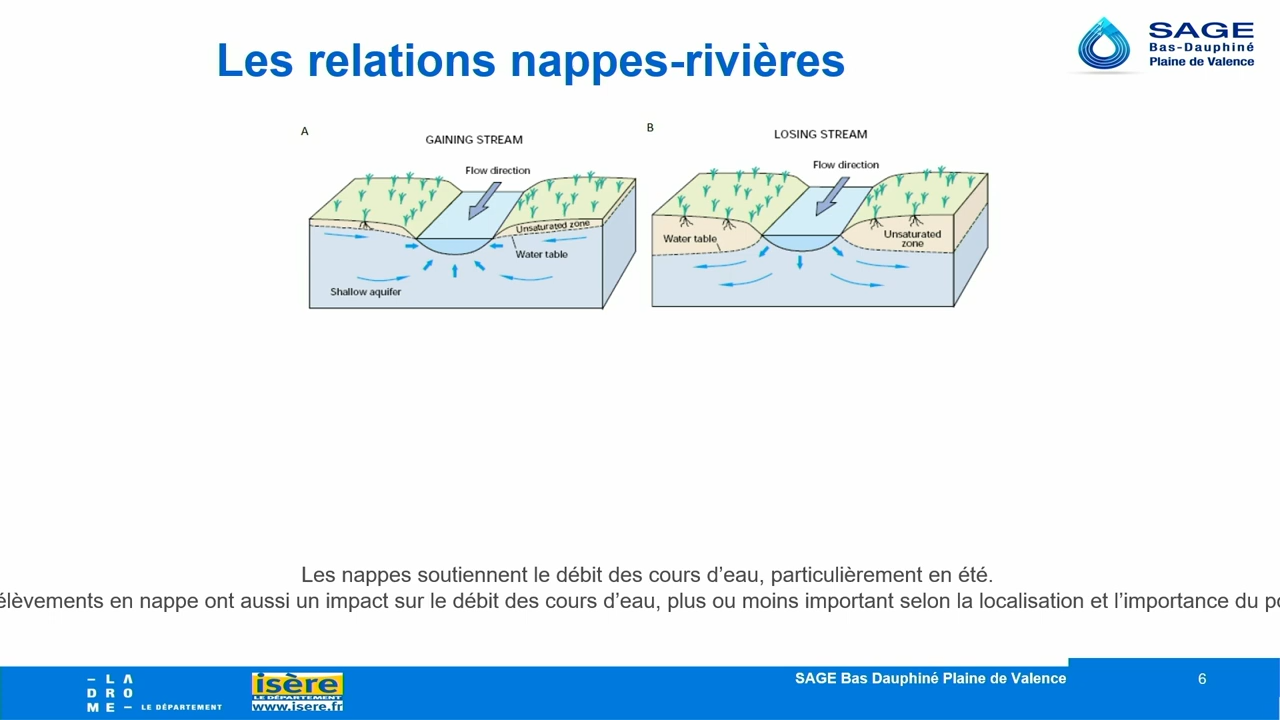 Les relations nappes-rivières
SAGE
Bas-Dauphiné
Plaine de Valence
A
GAINING STREAM
Flow direction
Unsaturated zone
Water table
Shallow aquifer
B
LOSING STREAM
Flow direction
Water table
Unsaturated
zone
Les nappes soutiennent le débit des cours d’eau, particulièrement en été.
élèvements en nappe ont aussi un impact sur le débit des cours d’eau, plus ou moins important selon la localisation et l’importance du
– LA
DRO
ME – LE DÉPARTEMENT
isère
LE DÉPARTEMENT
www.isere.fr
SAGE Bas Dauphiné Plaine de Valence
6